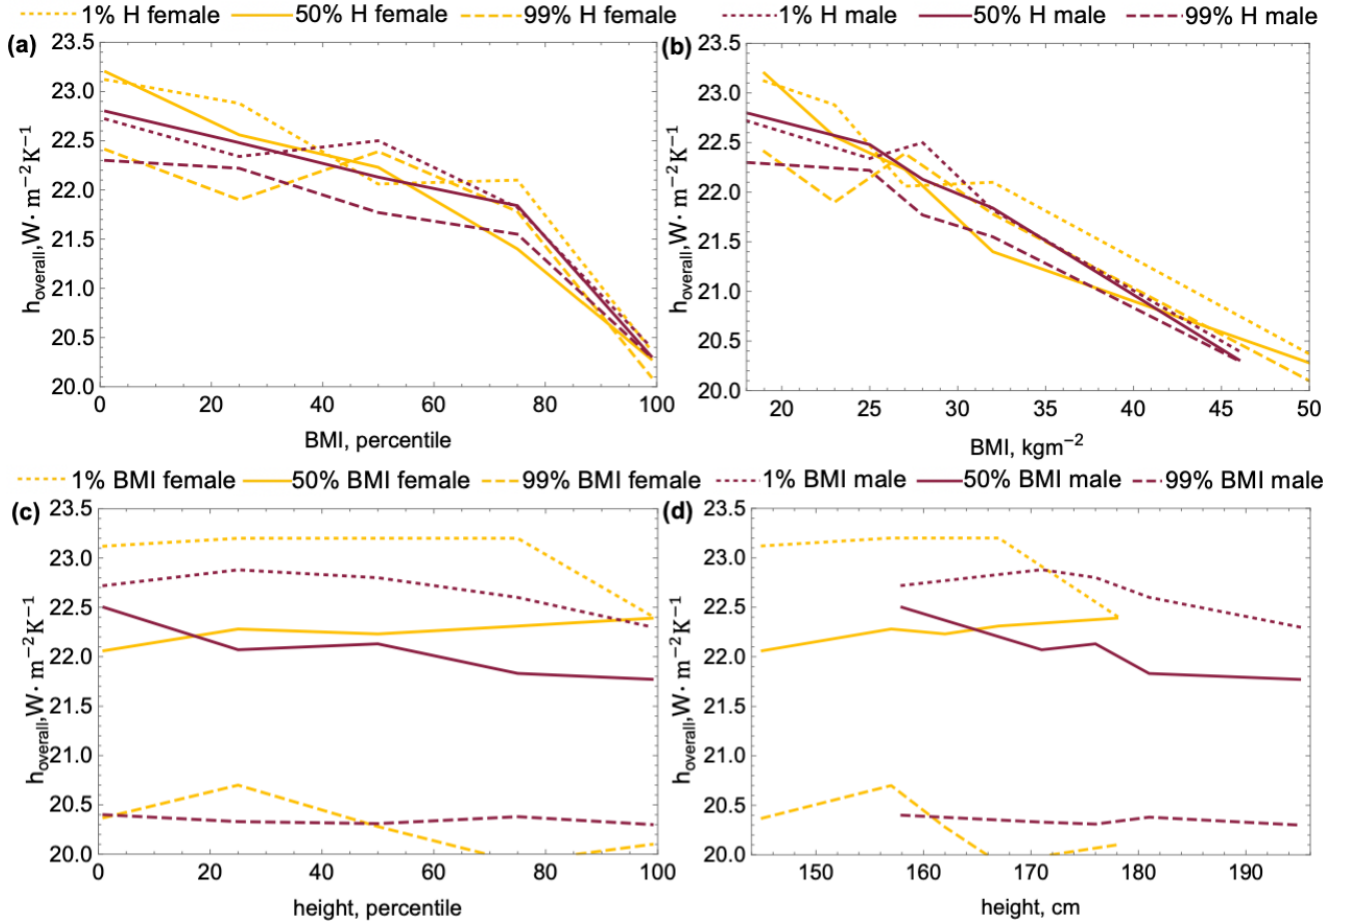 1% H female 50% H female 99% H female 1% H male 50% H male 99% H male
(a)
23.5
23.0
22.5
22.0
21.5
21.0
20.5
20.0
h_overall,W· m⁻²K⁻¹
0 20 40 60 80 100
BMI, percentile
(b)
23.5
23.0
22.5
22.0
21.5
21.0
20.5
20.0
h_overall,W· m⁻²K⁻¹
20 25 30 35 40 45 50
BMI, kgm⁻²
1% BMI female 50% BMI female 99% BMI female 1% BMI male 50% BMI male 99% BMI male
(c)
23.5
23.0
22.5
22.0
21.5
21.0
20.5
20.0
h_overall,W· m⁻²K⁻¹
0 20 40 60 80 100
height, percentile
(d)
23.5
23.0
22.5
22.0
21.5
21.0
20.5
20.0
h_overall,W· m⁻²K⁻¹
150 160 170 180 190
height, cm